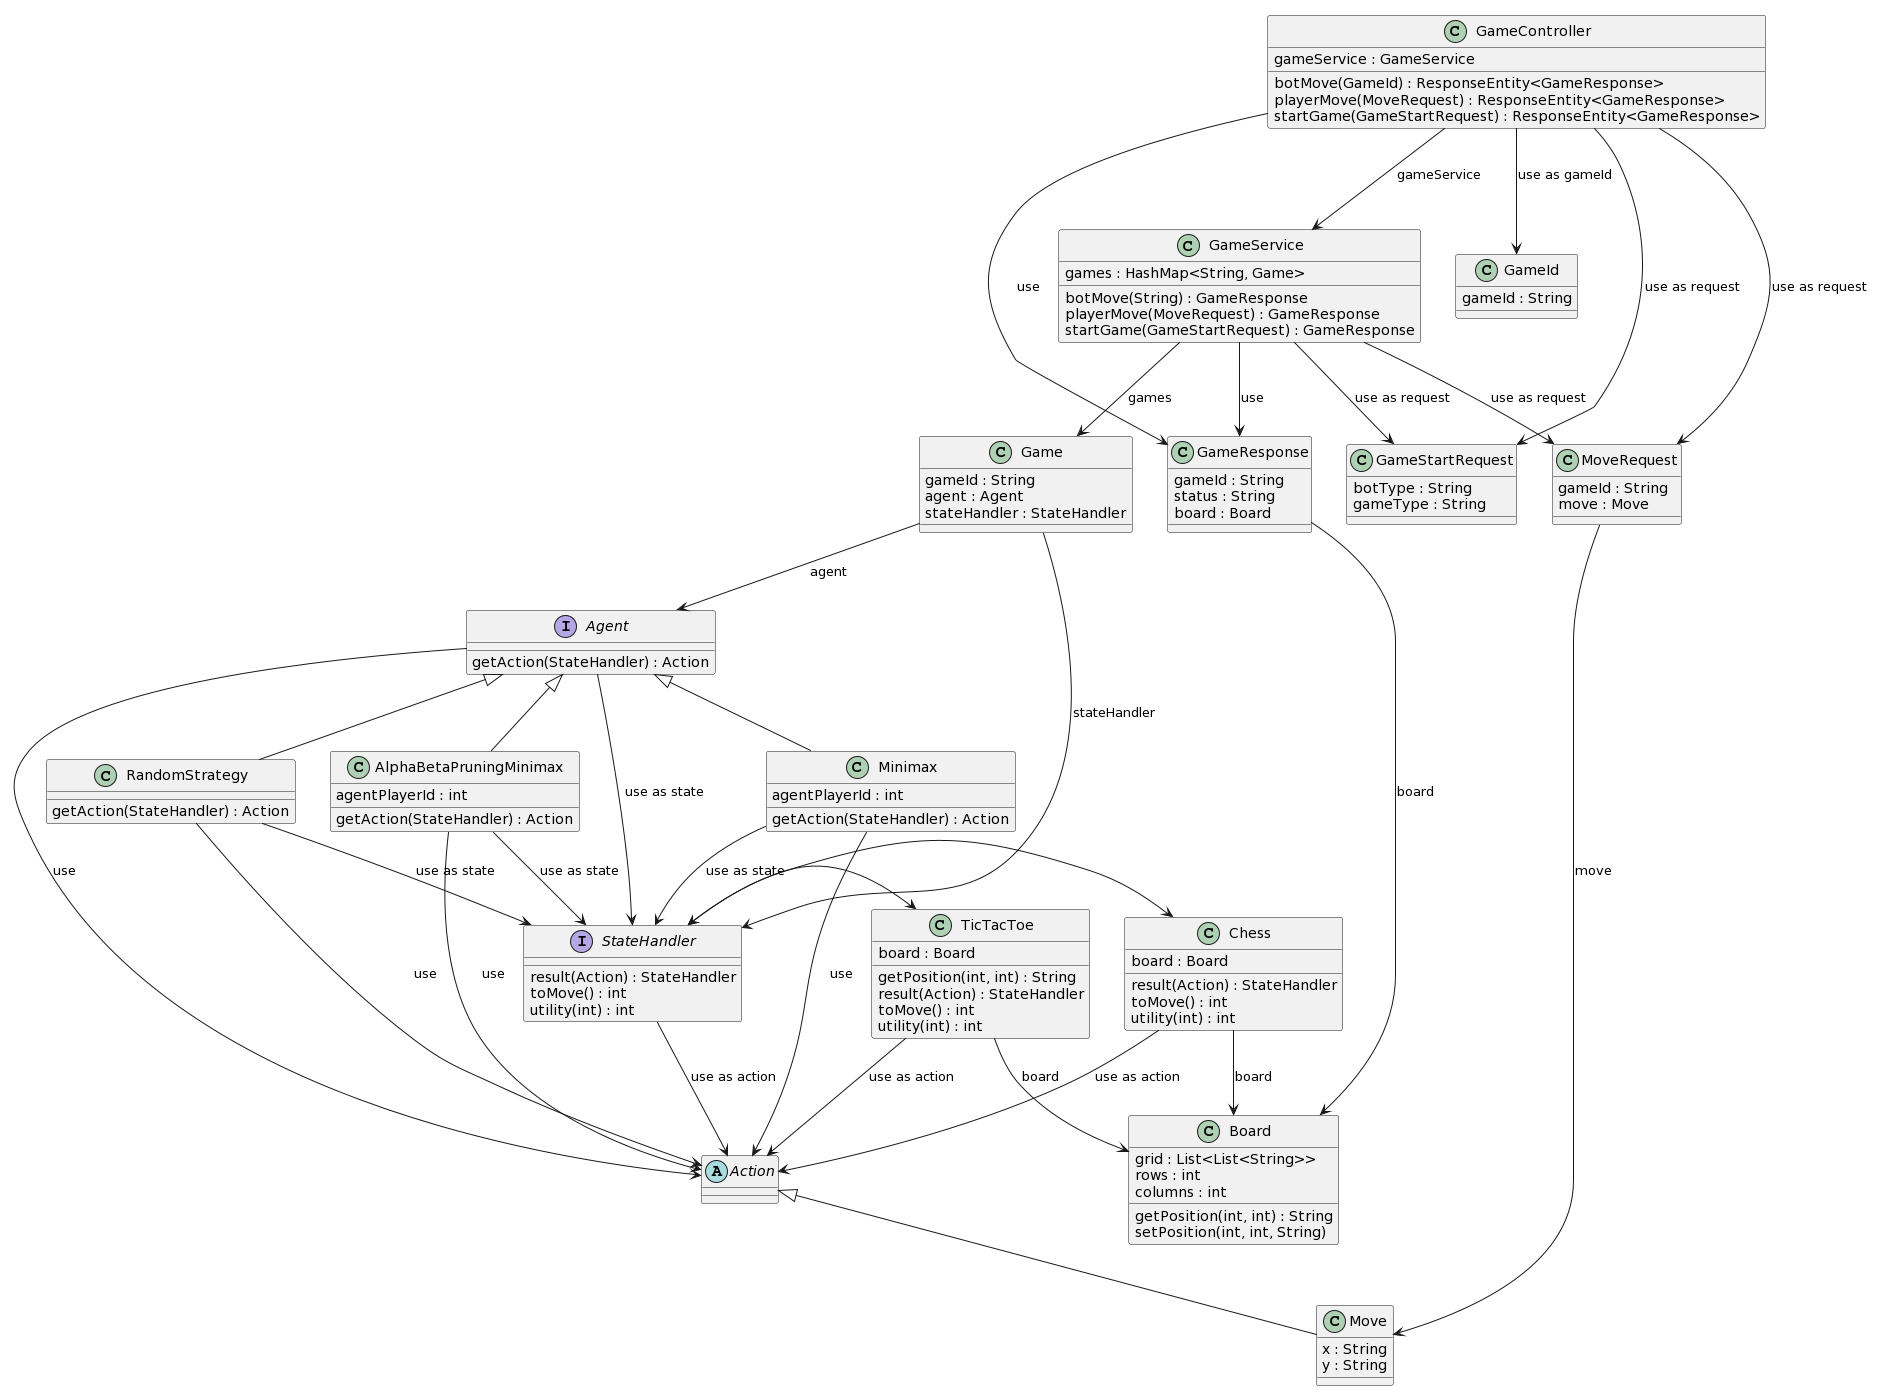 C GameController
gameService : GameService
botMove(GameId) : ResponseEntity<GameResponse>
playerMove(MoveRequest) : ResponseEntity<GameResponse>
startGame(GameStartRequest) : ResponseEntity<GameResponse>
gameService
use as gameId
C GameService
games : HashMap<String, Game>
botMove(String) : GameResponse
playerMove(MoveRequest) : GameResponse
startGame(GameStartRequest) : GameResponse
C GameId
gameId : String
use
use as request
use as request
games
use
use as request
use as request
C Game
gameId : String
agent : Agent
stateHandler : StateHandler
C GameResponse
gameId : String
status : String
board : Board
C GameStartRequest
botType : String
gameType : String
C MoveRequest
gameId : String
move : Move
agent
I Agent
getAction(StateHandler) : Action
stateHandler
C RandomStrategy
getAction(StateHandler) : Action
C AlphaBetaPruningMinimax
agentPlayerId : int
getAction(StateHandler) : Action
use as state
C Minimax
agentPlayerId : int
getAction(StateHandler) : Action
board
use
use as state
use as state
use as state
move
I StateHandler
result(Action) : StateHandler
toMove() : int
utility(int) : int
C TicTacToe
board : Board
getPosition(int, int) : String
result(Action) : StateHandler
toMove() : int
utility(int) : int
C Chess
board : Board
result(Action) : StateHandler
toMove() : int
utility(int) : int
use
use
use
use as action
use as action
board
use as action
board
A Action
C Board
grid : List<List<String>>
rows : int
columns : int
getPosition(int, int) : String
setPosition(int, int, String)
C Move
x : String
y : String